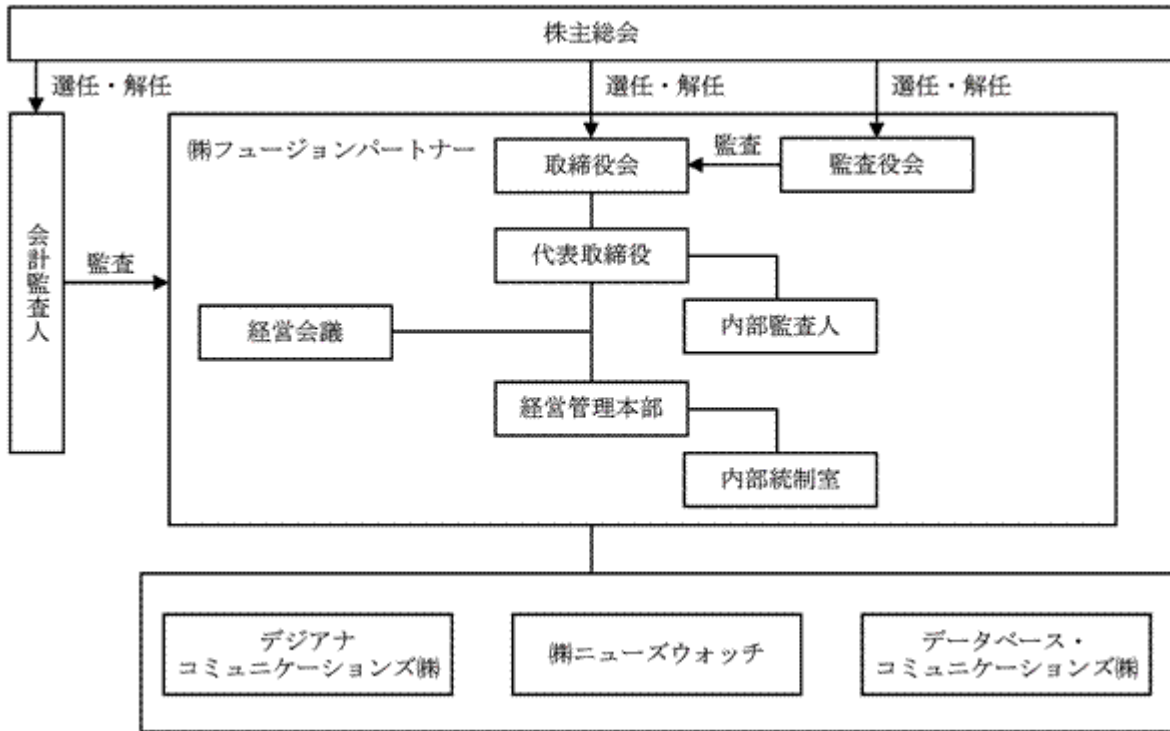 株主総会
選任・解任
選任・解任
選任・解任
㈱フュージョンパートナー
取締役会
監査
監査役会
会計監査人
監査
代表取締役
内部監査人
経営会議
経営管理本部
内部統制室
デジアナ
コミュニケーションズ㈱
㈱ニューズウォッチ
データベース・
コミュニケーションズ㈱